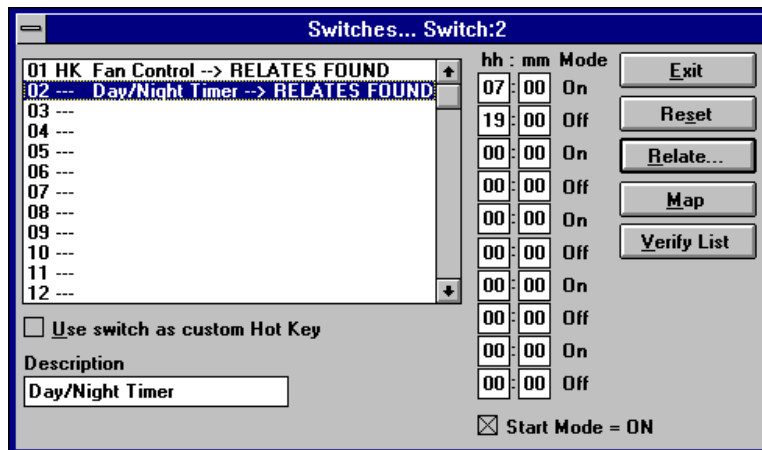 Switches... Switch:2
01 HK Fan Control --> RELATES FOUND
02 --- Day/Night Timer --> RELATES FOUND
03 ---
04 ---
05 ---
06 ---
07 ---
08 ---
09 ---
10 ---
11 ---
12 ---
Use switch as custom Hot Key
Description
Day/Night Timer
hh : mm Mode
07 : 00 On
19 : 00 Off
00 : 00 On
00 : 00 Off
00 : 00 On
00 : 00 Off
00 : 00 On
00 : 00 Off
00 : 00 On
00 : 00 Off
Start Mode = ON
Exit
Reset
Relate...
Map
Verify List